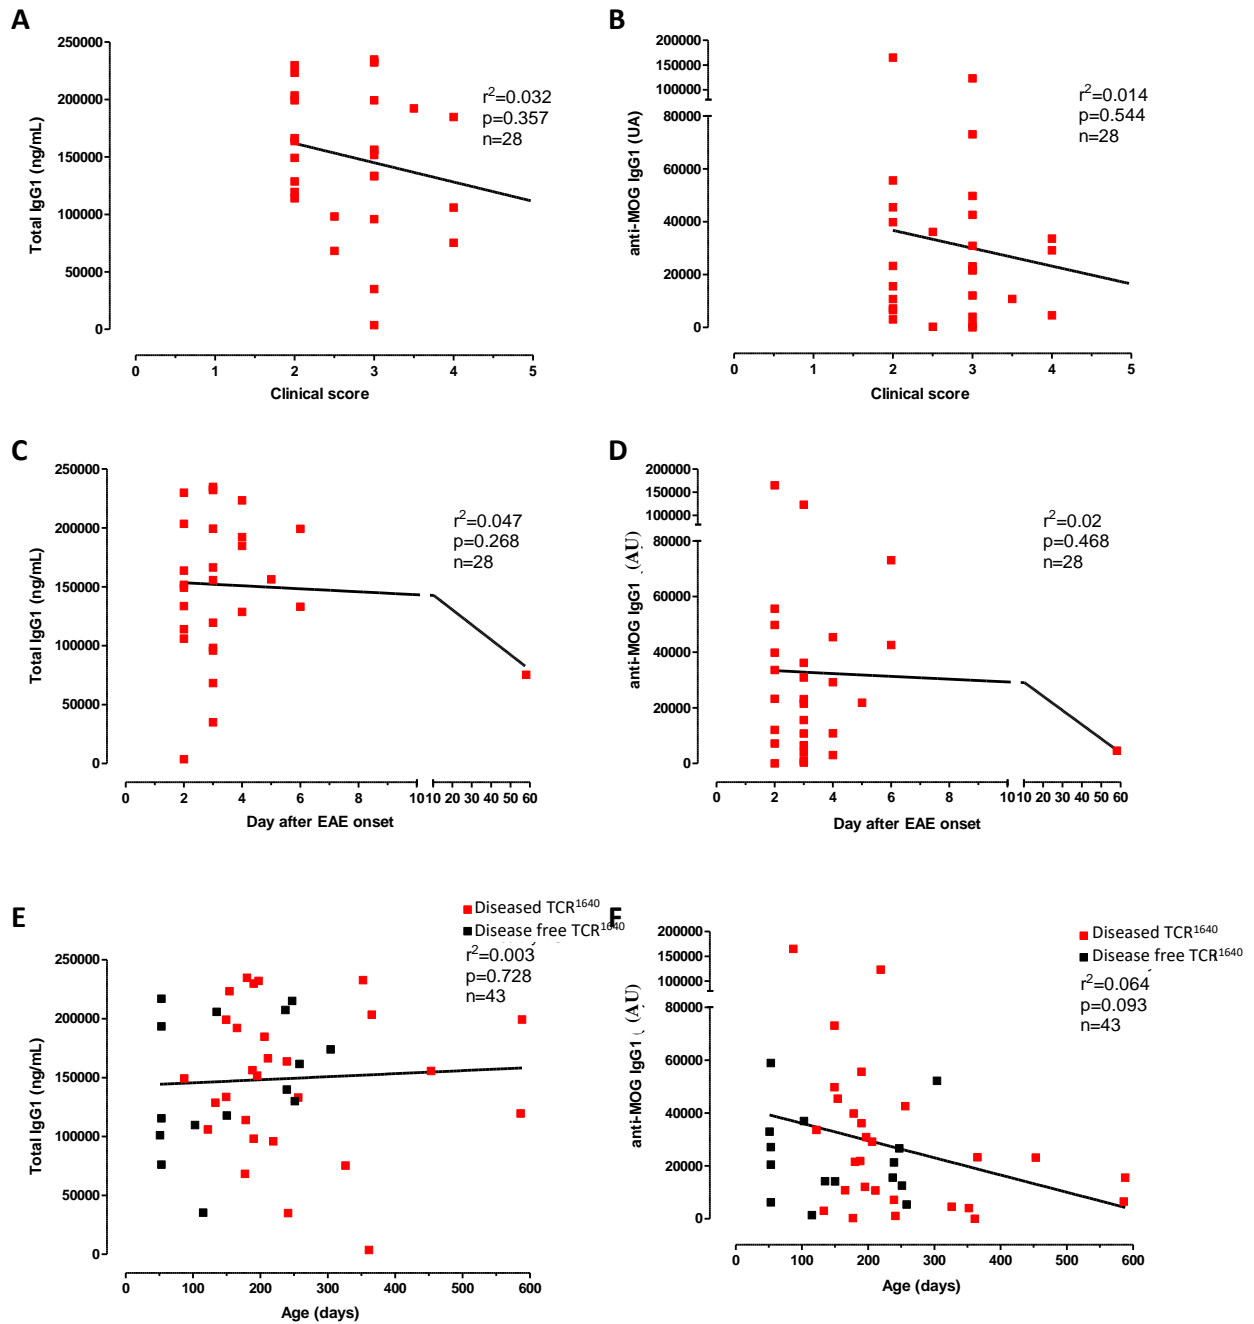 A
250000
200000
150000
100000
50000
0
Total IgG1 (ng/mL)
r²=0.032
p=0.357
n=28
0 1 2 3 4 5
Clinical score
B
200000
150000
100000
80000
60000
40000
20000
0
anti-MOG IgG1 (UA)
r²=0.014
p=0.544
n=28
0 1 2 3 4 5
Clinical score
C
250000
200000
150000
100000
50000
0
Total IgG1 (ng/mL)
r²=0.047
p=0.268
n=28
0 2 4 6 8 10 10 20 30 40 50 60
Day after EAE onset
D
200000
150000
100000
80000
60000
40000
20000
0
anti-MOG IgG1 (AU)
r²=0.02
p=0.468
n=28
0 2 4 6 8 10 10 20 30 40 50 60
Day after EAE onset
E
Diseased TCR¹⁶⁴⁰
Disease free TCR¹⁶⁴⁰
r²=0.003
p=0.728
n=43
250000
200000
150000
100000
50000
0
Total IgG1 (ng/mL)
0 100 200 300 400 500 600
Age (days)
F
Diseased TCR¹⁶⁴⁰
Disease free TCR¹⁶⁴⁰
r²=0.064
p=0.093
n=43
200000
150000
100000
80000
60000
40000
20000
0
anti-MOG IgG1 (AU)
0 100 200 300 400 500 600
Age (days)